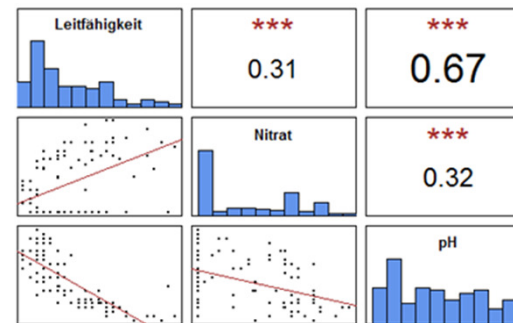 Leitfähigkeit
***
***
0.31
0.67
Nitrat
***
0.32
pH